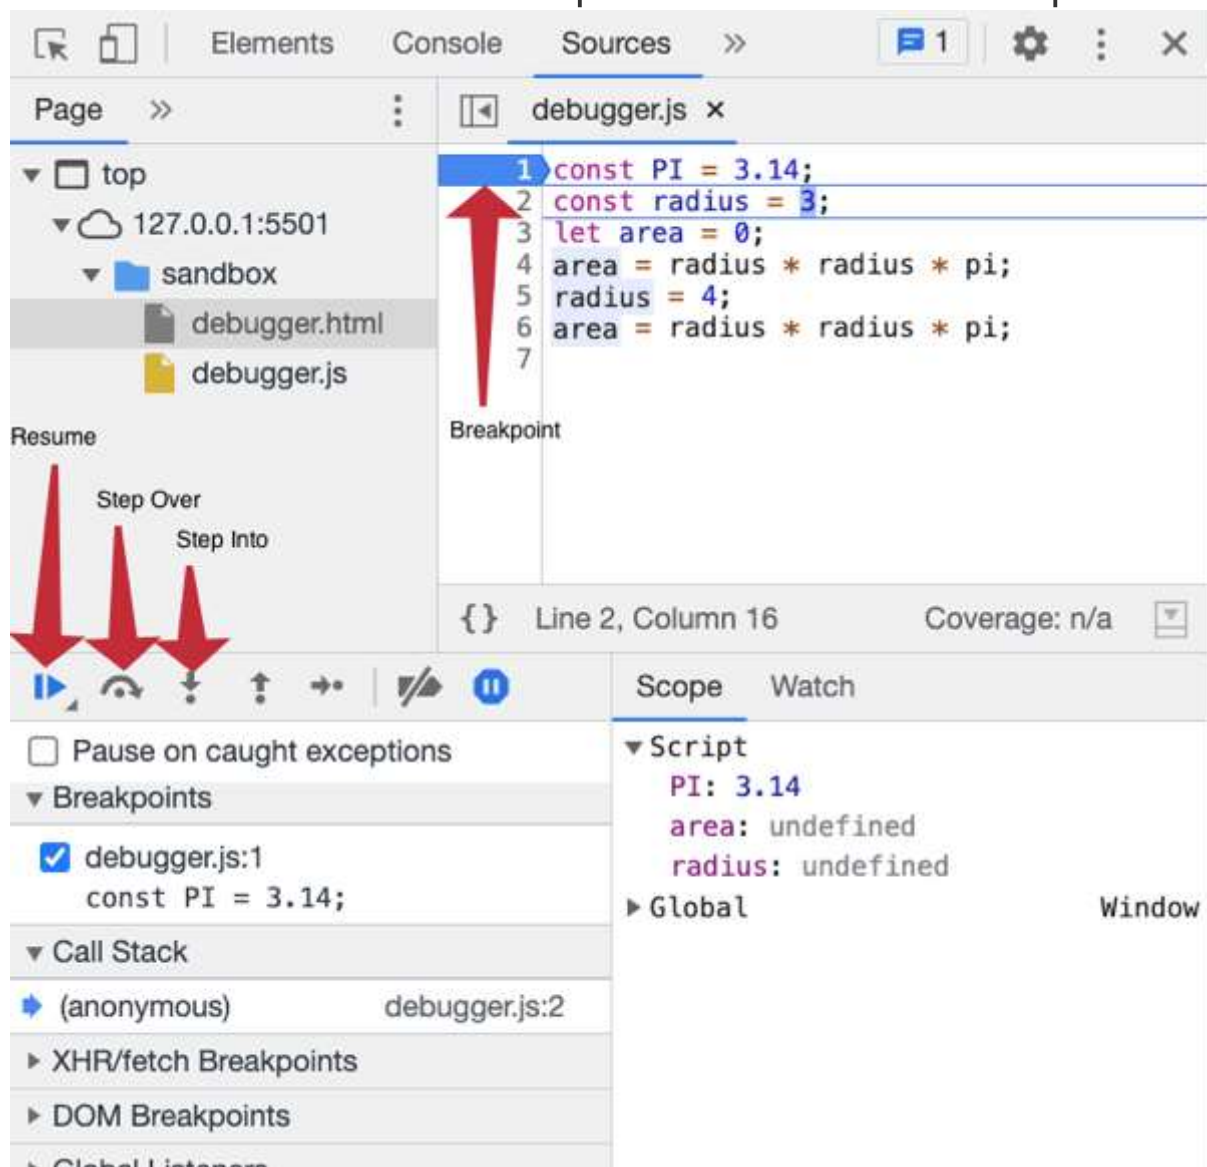 Elements Console Sources » 1
Page » debugger.js ×
top
127.0.0.1:5501
sandbox
debugger.html
debugger.js
1 const PI = 3.14;
2 const radius = 3;
3 let area = 0;
4 area = radius * radius * pi;
5 radius = 4;
6 area = radius * radius * pi;
7
Breakpoint
Resume
Step Over
Step Into
{} Line 2, Column 16 Coverage: n/a
Pause on caught exceptions
Breakpoints
debugger.js:1
const PI = 3.14;
Call Stack
(anonymous) debugger.js:2
XHR/fetch Breakpoints
DOM Breakpoints
Global Listeners
Scope Watch
Script
PI: 3.14
area: undefined
radius: undefined
Global Window